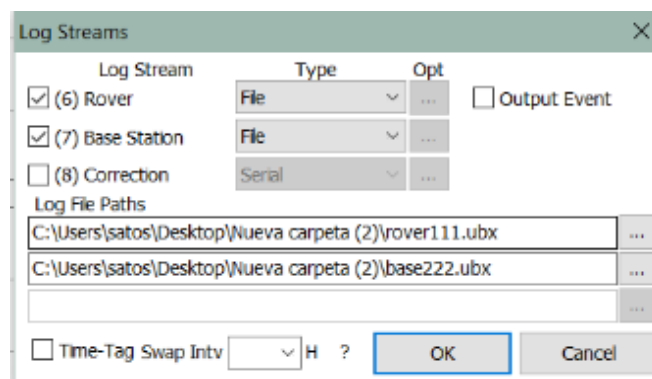 Log Streams
Log Stream Type Opt
(6) Rover File ... Output Event
(7) Base Station File ...
(8) Correction Serial ...
Log File Paths
C:\Users\satos\Desktop\Nueva carpeta (2)\rover111.ubx ...
C:\Users\satos\Desktop\Nueva carpeta (2)\base222.ubx ...
...
Time-Tag Swap Intv H ? OK Cancel